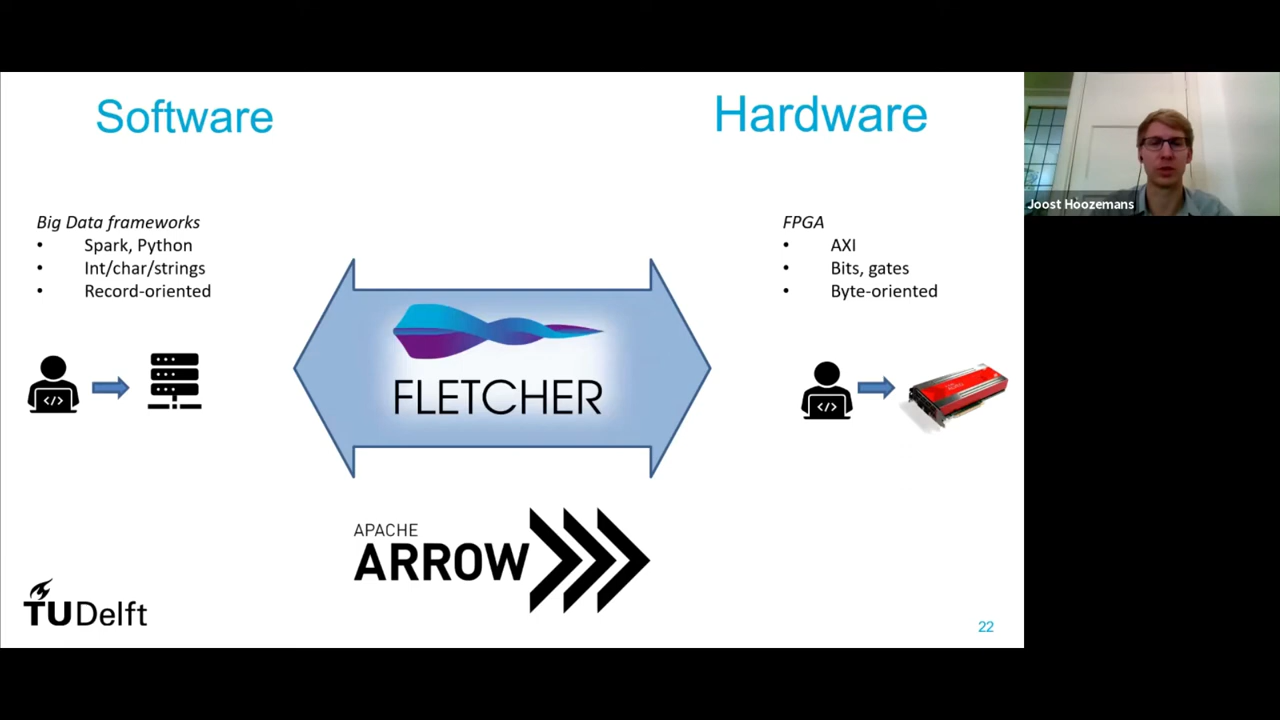 Software
Hardware
Big Data frameworks
• Spark, Python
• Int/char/strings
• Record-oriented
FPGA
• AXI
• Bits, gates
• Byte-oriented
</>
</>
FLETCHER
APACHE
ARROW
TUDelft
22
Joost Hoozemans